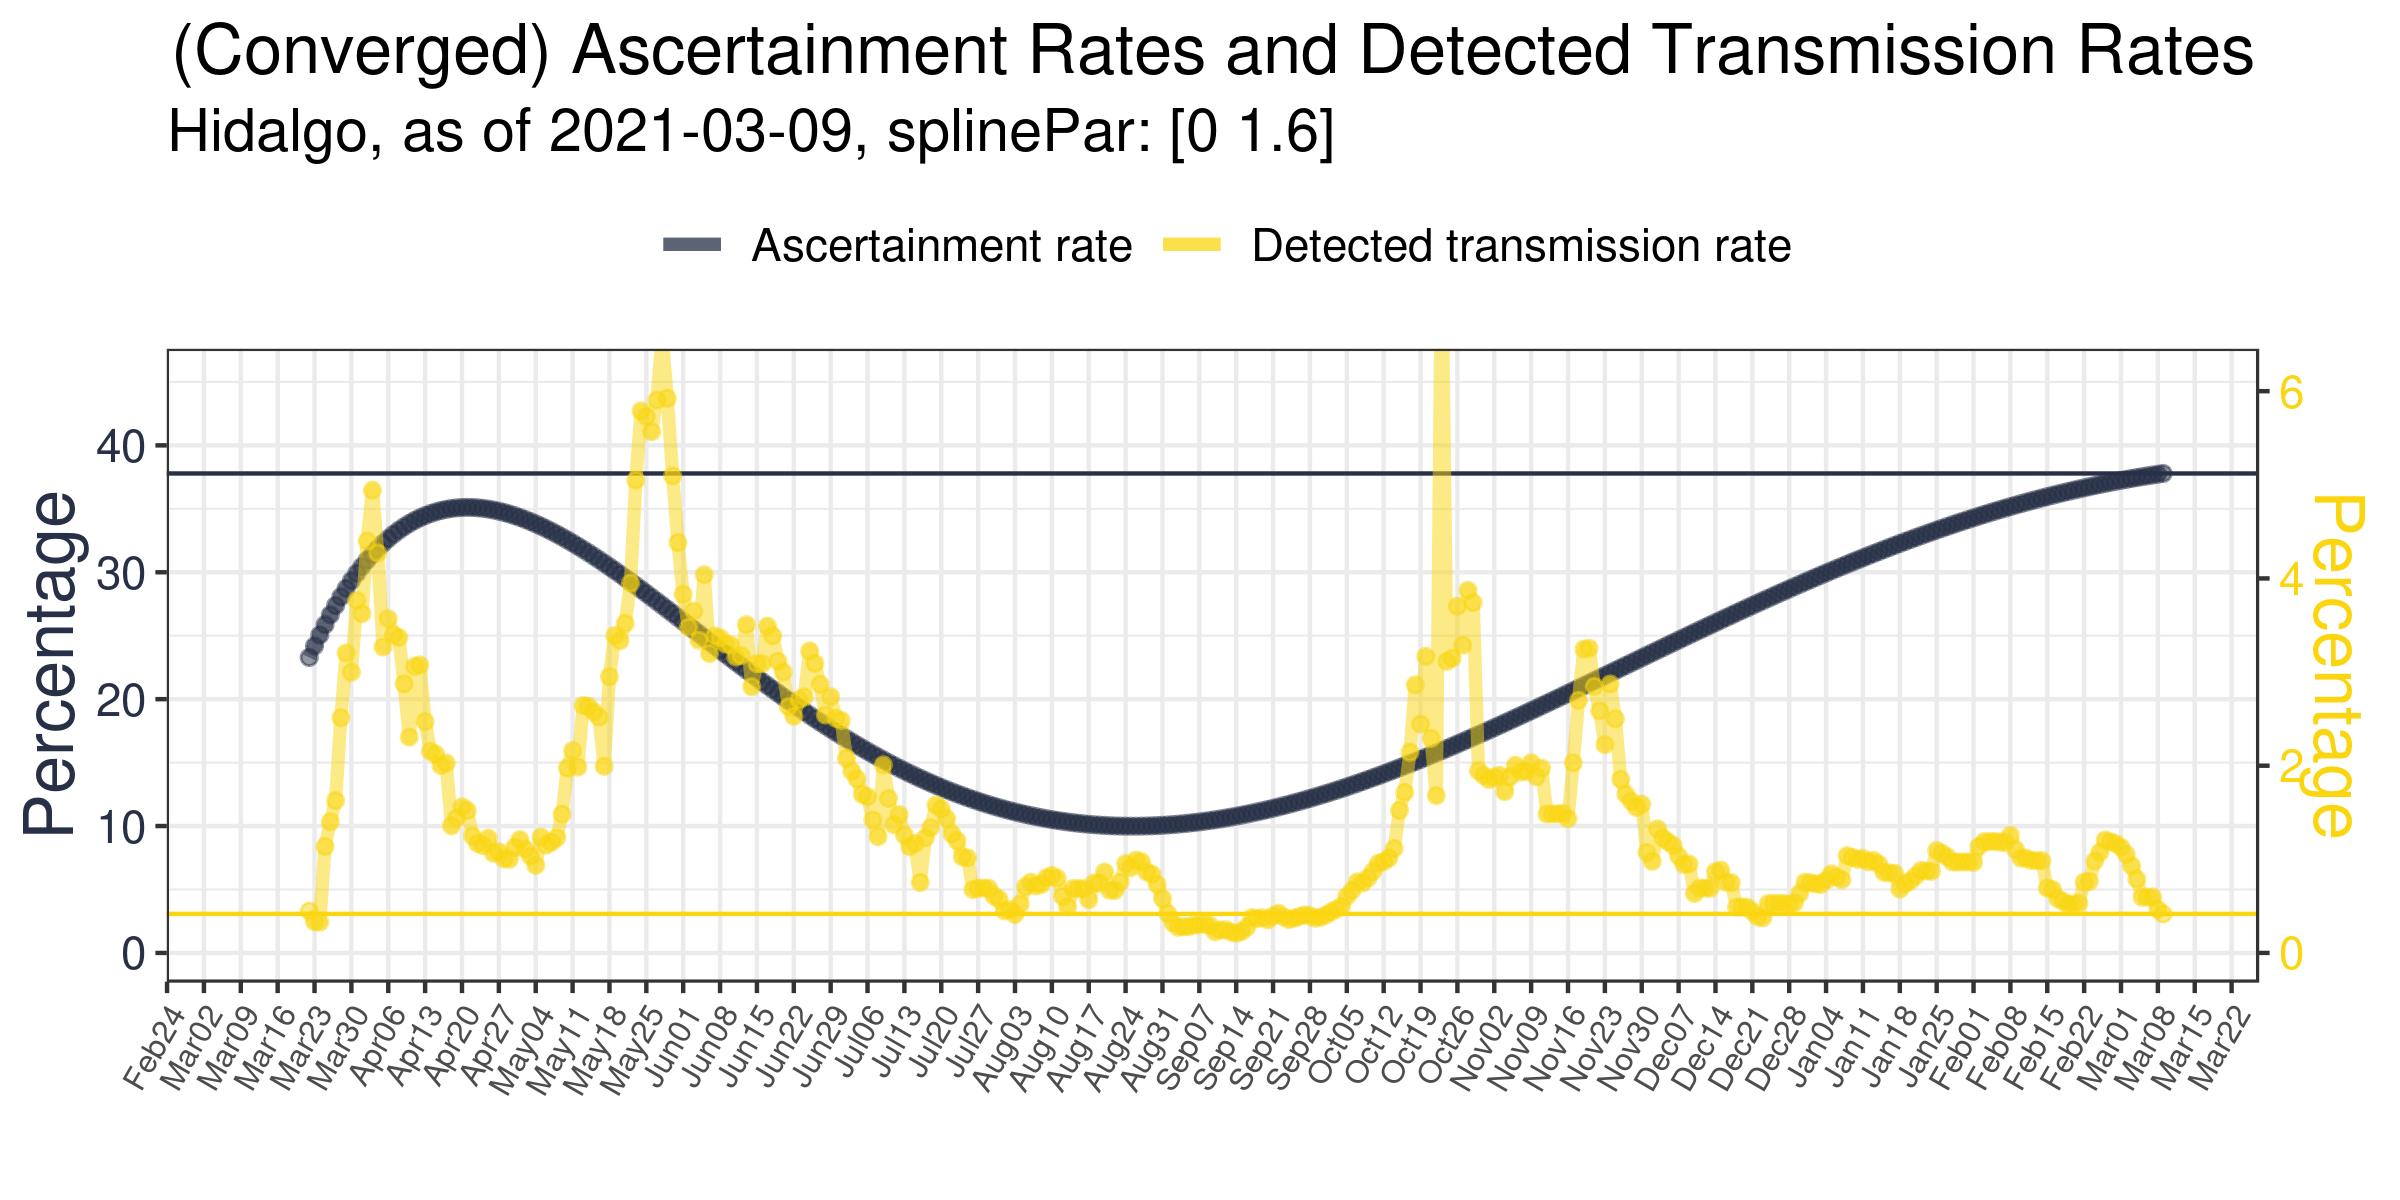 (Converged) Ascertainment Rates and Detected Transmission Rates
Hidalgo, as of 2021-03-09, splinePar: [0 1.6]
Ascertainment rate
Detected transmission rate
Percentage
40
30
20
10
0
6
4
2
0
Percentage
Feb24
Mar02
Mar09
Mar16
Mar23
Mar30
Apr06
Apr13
Apr20
Apr27
May04
May11
May18
May25
Jun01
Jun08
Jun15
Jun22
Jun29
Jul06
Jul13
Jul20
Jul27
Aug03
Aug10
Aug17
Aug24
Aug31
Sep07
Sep14
Sep21
Sep28
Oct05
Oct12
Oct19
Oct26
Nov02
Nov09
Nov16
Nov23
Nov30
Dec07
Dec14
Dec21
Dec28
Jan04
Jan11
Jan18
Jan25
Feb01
Feb08
Feb15
Feb22
Mar01
Mar08
Mar15
Mar22